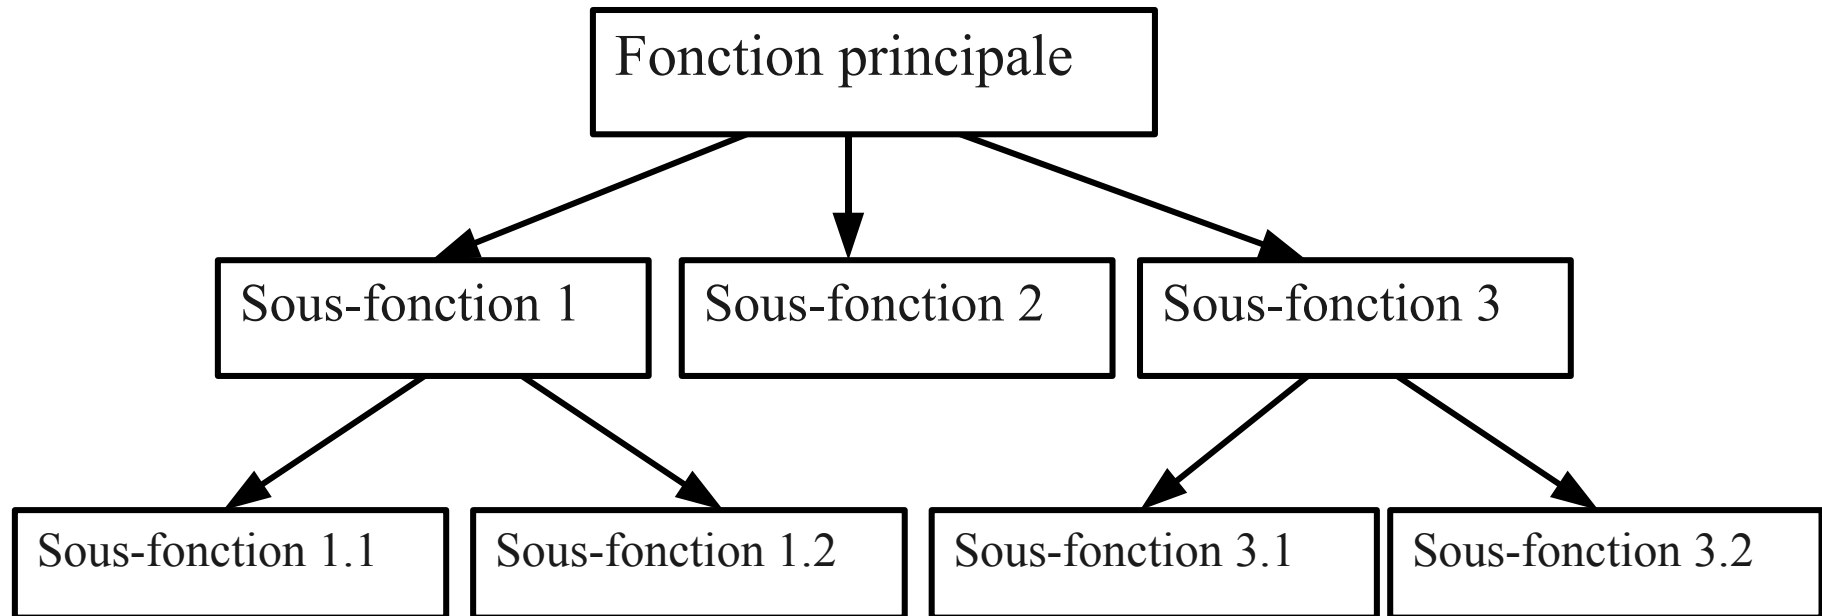 Fonction principale
Sous-fonction 1
Sous-fonction 2
Sous-fonction 3
Sous-fonction 1.1
Sous-fonction 1.2
Sous-fonction 3.1
Sous-fonction 3.2